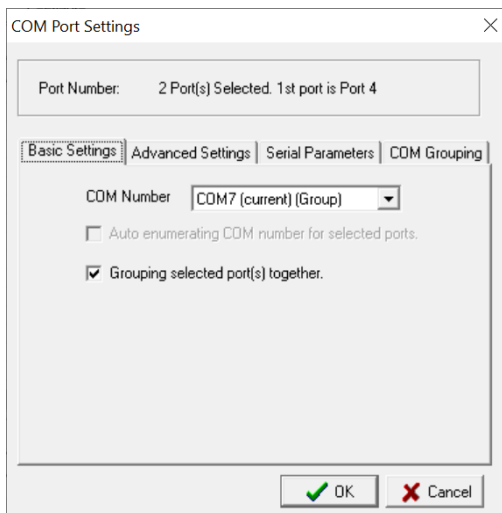 COM Port Settings
Port Number: 2 Port(s) Selected. 1st port is Port 4
Basic Settings Advanced Settings Serial Parameters COM Grouping
COM Number COM7 (current) (Group)
Auto enumerating COM number for selected ports.
Grouping selected port(s) together.
OK Cancel